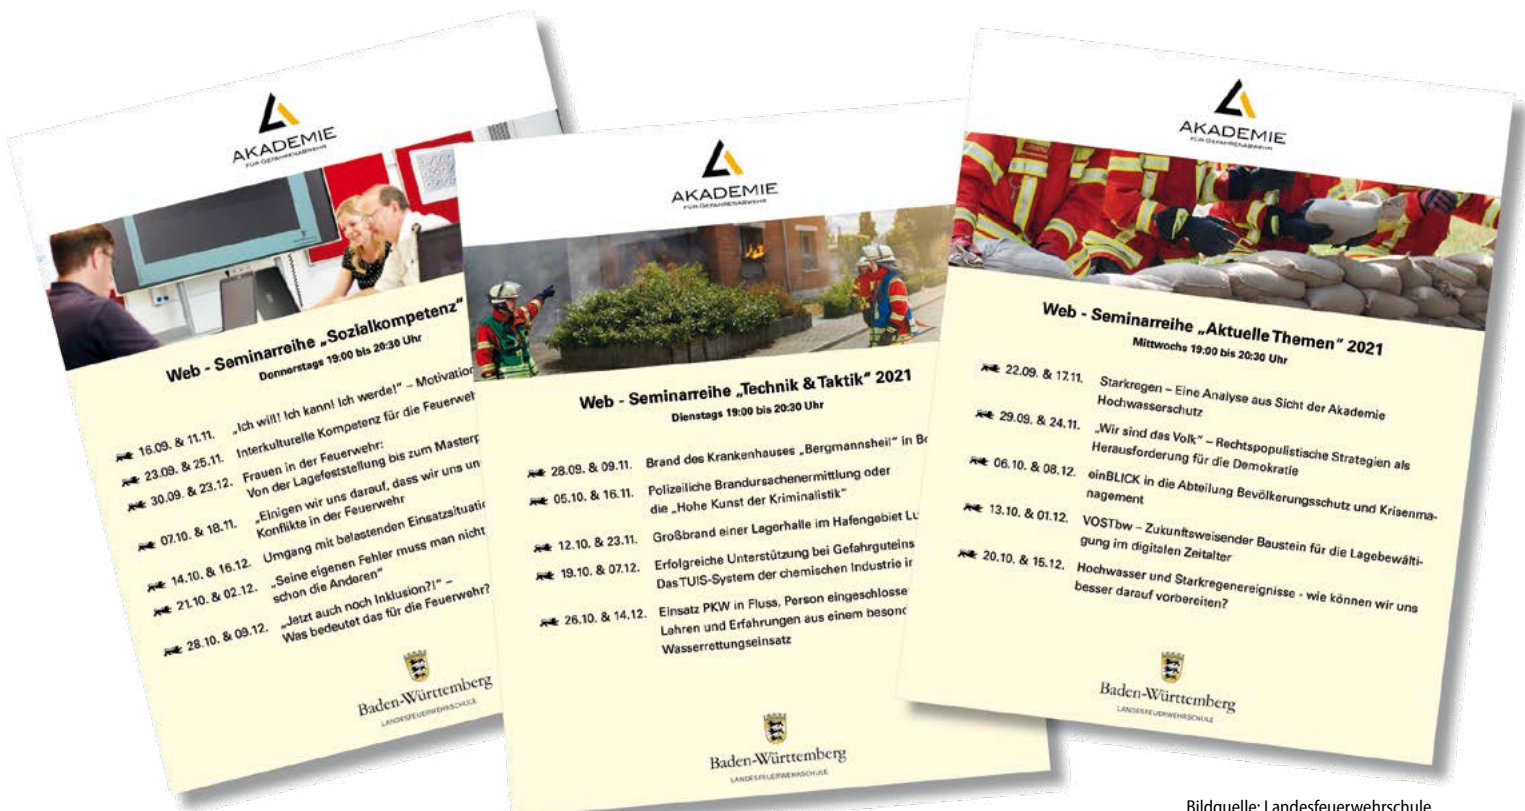 AKADEMIE
FÜR GEFAHRENABWEHR
Web - Seminarreihe „Sozialkompetenz“
Donnerstags 19:00 bis 20:30 Uhr
16.09. & 11.11. „Ich will! Ich kann! Ich werde!“ – Motivation
23.09. & 25.11. Interkulturelle Kompetenz für die
30.09. & 23.12. Frauen in der Feuerwehr:
Von der Lagefeststellung bis zum
07.10. & 18.11. „Einigen wir uns darauf, dass wir uns
Konflikte in der Feuerwehr
14.10. & 16.12. Umgang mit belastenden
21.10. & 02.12. „Seine eigenen Fehler muss man nicht
schon die Anderen“
28.10. & 09.12. „Jetzt auch noch Inklusion?!“ –
Was bedeutet das für die Feuerwehr?
Baden-Württemberg
LANDESFEUERWEHRSCHULE
AKADEMIE
FÜR GEFAHRENABWEHR
Web - Seminarreihe „Technik & Taktik“ 2021
Dienstags 19:00 bis 20:30 Uhr
28.09. & 09.11. Brand des Krankenhauses „Bergmannsheil“ in
05.10. & 16.11. Polizeiliche Brandursachenermittlung oder
die „Hohe Kunst der Kriminalistik“
12.10. & 23.11. Großbrand einer Lagerhalle im Hafengebiet
19.10. & 07.12. Erfolgreiche Unterstützung bei
Das TUIS-System der chemischen Industrie
26.10. & 14.12. Einsatz PKW in Fluss, Person
Lehren und Erfahrungen aus einem
Wasserrettungseinsatz
Baden-Württemberg
LANDESFEUERWEHRSCHULE
AKADEMIE
FÜR GEFAHRENABWEHR
Web - Seminarreihe „Aktuelle Themen“ 2021
Mittwochs 19:00 bis 20:30 Uhr
22.09. & 17.11. Starkregen – Eine Analyse aus Sicht der Akademie
Hochwasserschutz
29.09. & 24.11. „Wir sind das Volk“ – Rechtspopulistische Strategien als
Herausforderung für die Demokratie
06.10. & 08.12. einBLICK in die Abteilung Bevölkerungsschutz und Krisenma-
nagement
13.10. & 01.12. VOSTbw – Zukunftsweisender Baustein für die Lagebewälti-
gung im digitalen Zeitalter
20.10. & 15.12. Hochwasser und Starkregenereignisse - wie können wir uns
besser darauf vorbereiten?
Baden-Württemberg
LANDESFEUERWEHRSCHULE
Bildquelle: Landesfeuerwehrschule